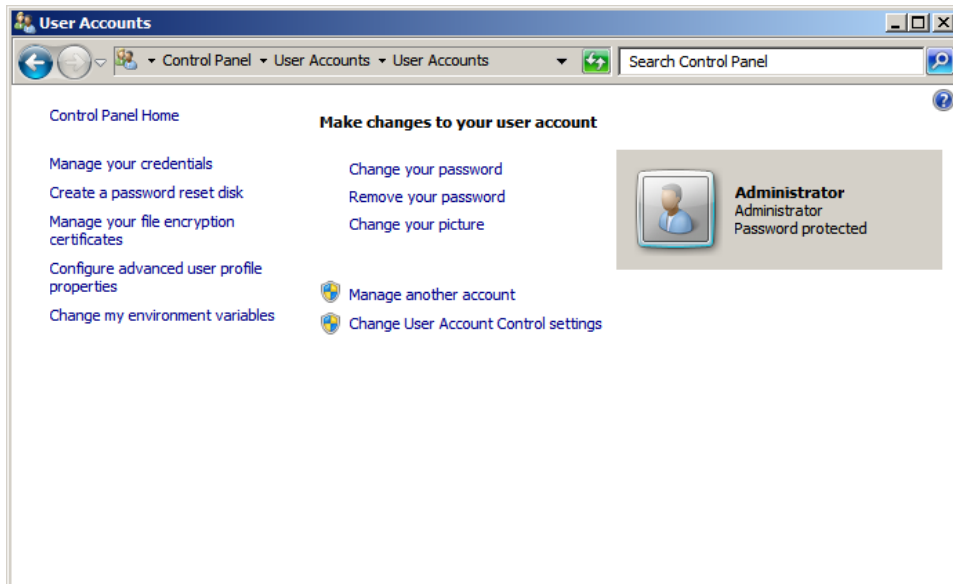 User Accounts
Control Panel User Accounts User Accounts
Search Control Panel
Control Panel Home
Manage your credentials
Create a password reset disk
Manage your file encryption
certificates
Configure advanced user profile
properties
Change my environment variables
Make changes to your user account
Change your password
Remove your password
Change your picture
Manage another account
Change User Account Control settings
Administrator
Administrator
Password protected